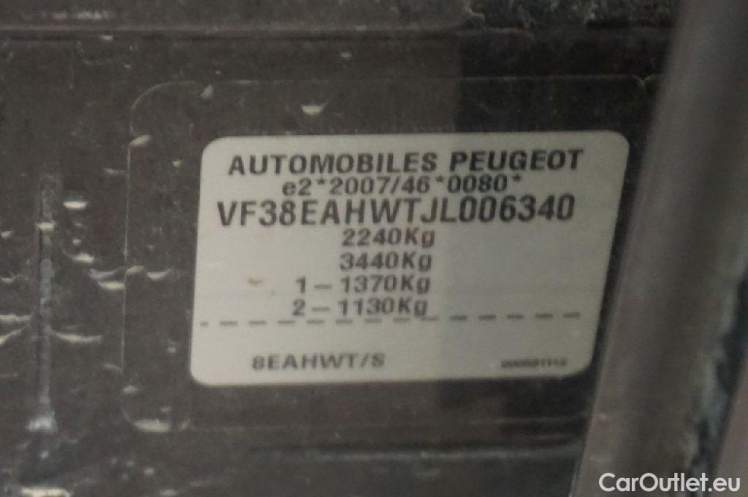 AUTOMOBILES PEUGEOT
e2*2007/46*0080*
VF38EAHWTJL006340
2240Kg
3440Kg
1-1370Kg
2-1130Kg
8EAHWT/S
CarOutlet.eu